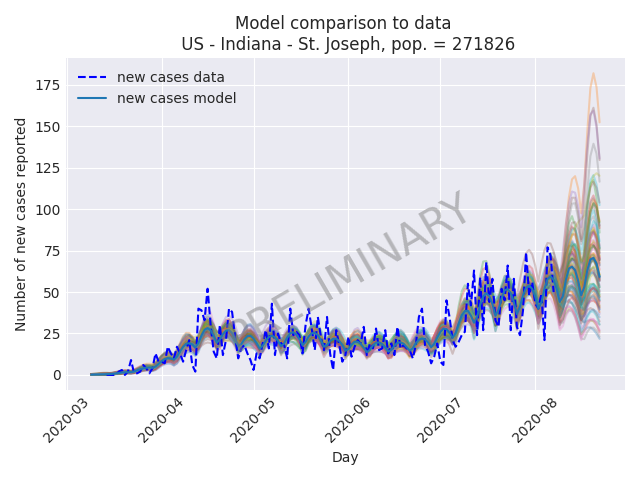 Model comparison to data
US - Indiana - St. Joseph, pop. = 271826
new cases data
new cases model
Number of new cases reported
175
150
125
100
75
50
25
0
PRELIMINARY
2020-03
2020-04
2020-05
2020-06
2020-07
2020-08
Day